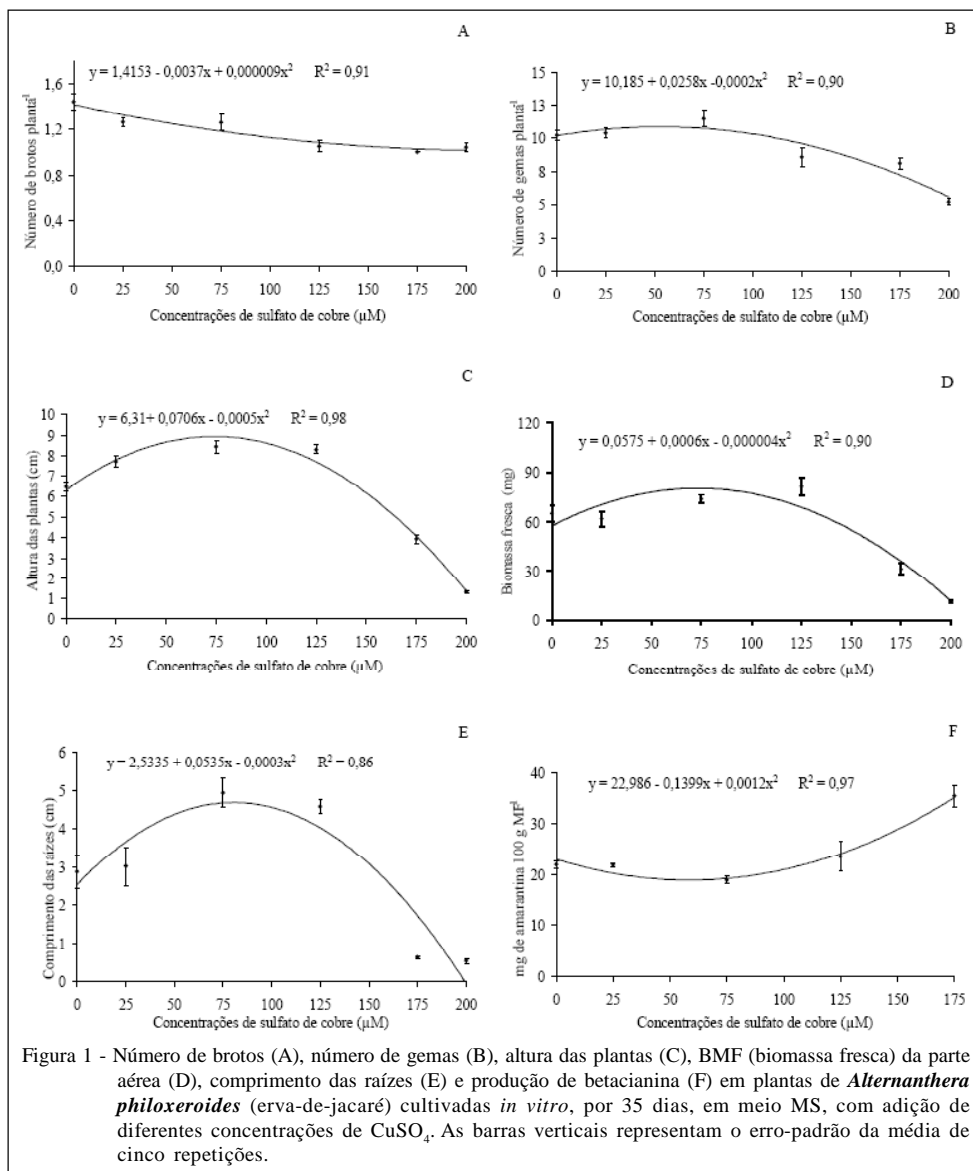 A
y = 1,4153 - 0,0037x + 0,000009x² R² = 0,91
Número de brotos planta⁻¹
1,6
1,2
0,8
0,4
0,0
0 25 50 75 100 125 150 175 200
Concentrações de sulfato de cobre (µM)
B
y = 10,185 + 0,0258x -0,0002x² R² = 0,90
Número de gemas planta⁻¹
15
13
10
8
5
3
0
0 25 50 75 100 125 150 175 200
Concentrações de sulfato de cobre (µM)
C
y = 6,31+ 0,0706x - 0,0005x² R² = 0,98
Altura das plantas (cm)
10
9
8
7
6
5
4
3
2
1
0
0 25 50 75 100 125 150 175 200
Concentrações de sulfato de cobre (µM)
D
y = 0,0575 + 0,0006x - 0,000004x² R² = 0,90
Biomassa fresca (mg)
120
90
60
30
0
0 25 50 75 100 125 150 175 200
Concentrações de sulfato de cobre (µM)
E
y = 2,5335 + 0,0535x - 0,0003x² R² = 0,86
Comprimento das raízes (cm)
6
5
4
3
2
1
0
0 25 50 75 100 125 150 175 200
Concentrações de sulfato de cobre (µM)
F
y = 22,986 - 0,1399x + 0,0012x² R² = 0,97
mg de amarantina 100 g MF¹
40
30
20
10
0
0 25 50 75 100 125 150 175
Concentrações de sulfato de cobre (µM)
Figura 1 - Número de brotos (A), número de gemas (B), altura das plantas (C), BMF (biomassa fresca) da parte
aérea (D), comprimento das raízes (E) e produção de betacianina (F) em plantas de Alternanthera
philoxeroides (erva-de-jacaré) cultivadas in vitro, por 35 dias, em meio MS, com adição de
diferentes concentrações de CuSO₄. As barras verticais representam o erro-padrão da média de
cinco repetições.